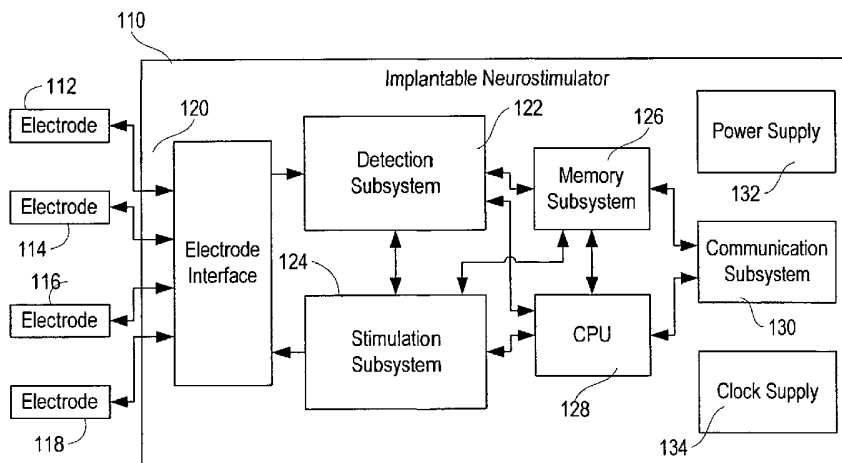 110
Implantable Neurostimulator
112
Electrode
120
122
126
Power Supply
132
Detection
Subsystem
Memory
Subsystem
Electrode
114
Electrode
Interface
Communication
Subsystem
130
116
Electrode
124
Stimulation
Subsystem
CPU
128
Electrode
118
Clock Supply
134